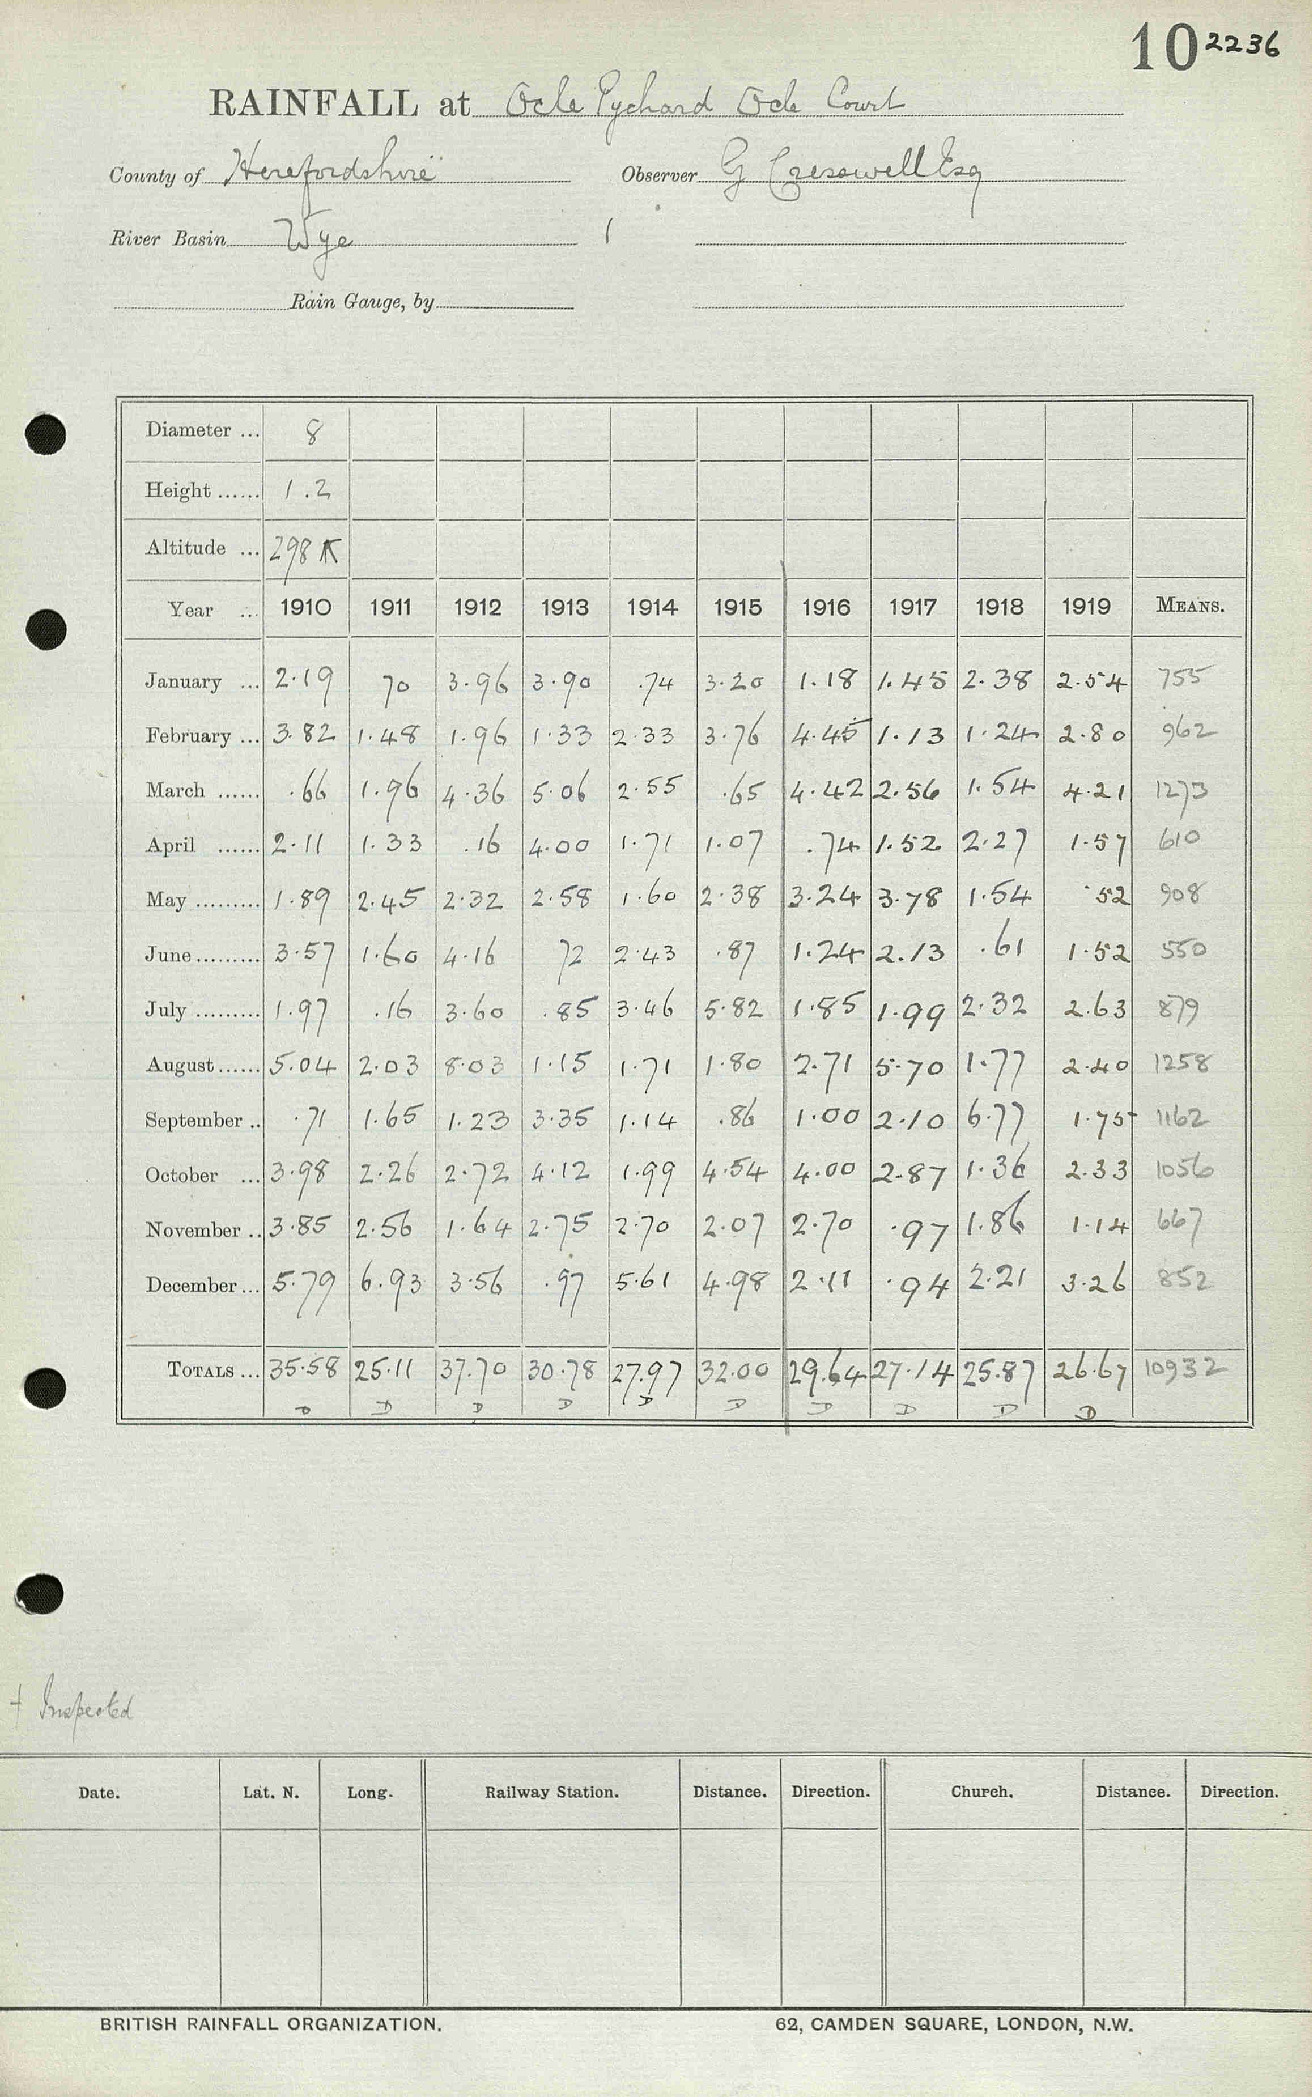 10 2236
RAINFALL at Ocle Pychard Ocle Court
County of Herefordshire Observer G Cresswell Esq
River Basin Wye 1
Rain Gauge, by
Diameter ... 8
Height ...... 1.2
Altitude ... 298
Year ... 1910 1911 1912 1913 1914 1915 1916 1917 1918 1919 MEANS.
January ... 2.19 70 3.96 3.90 .74 3.20 1.18 1.45 2.38 2.54 755
February ... 3.82 1.48 1.96 1.33 2.33 3.76 4.45 1.13 1.24 2.80 962
March ...... .66 1.96 4.36 5.06 2.55 .65 4.42 2.56 1.54 4.21 1273
April ...... 2.11 1.33 .16 4.00 1.71 1.07 .74 1.52 2.27 1.57 610
May ......... 1.89 2.45 2.32 2.58 1.60 2.38 3.24 3.78 1.54 .52 908
June ......... 3.57 1.60 4.16 72 2.43 .87 1.24 2.13 .61 1.52 550
July ......... 1.97 .16 3.60 .85 3.46 5.82 1.85 1.99 2.32 2.63 879
August ...... 5.04 2.03 8.03 1.15 1.71 1.80 2.71 5.70 1.77 2.40 1258
September .. .71 1.65 1.23 3.35 1.14 .86 1.00 2.10 6.77 1.75 1162
October ... 3.98 2.26 2.72 4.12 1.99 4.54 4.00 2.87 1.36 2.33 1056
November .. 3.85 2.56 1.64 2.75 2.70 2.07 2.70 .97 1.86 1.14 667
December ... 5.79 6.93 3.56 .97 5.61 4.98 2.11 .94 2.21 3.26 852
TOTALS ... 35.58 25.11 37.70 30.78 27.97 32.00 29.64 27.14 25.87 26.67 10932
D D D D D D D D D D
† Inspected
Date. Lat. N. Long. Railway Station. Distance. Direction. Church. Distance. Direction.
BRITISH RAINFALL ORGANIZATION. 62, CAMDEN SQUARE, LONDON, N.W.